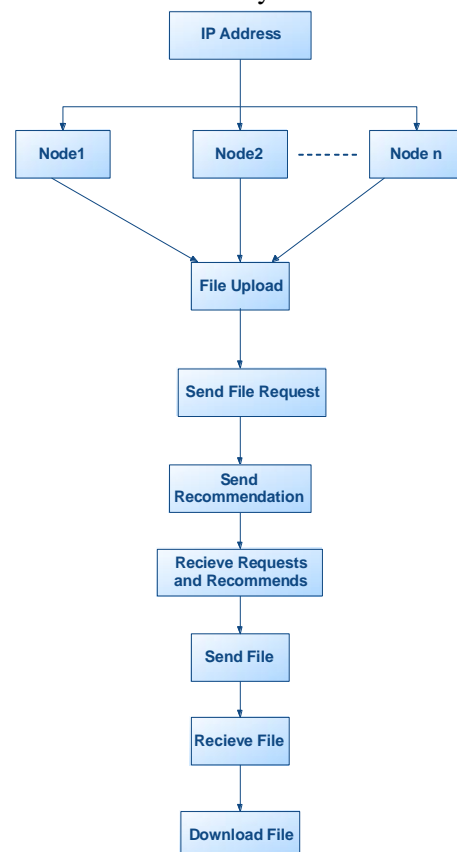 IP Address
Node1
Node2
Node n
File Upload
Send File Request
Send
Recommendation
Recieve Requests
and Recommends
Send File
Recieve File
Download File